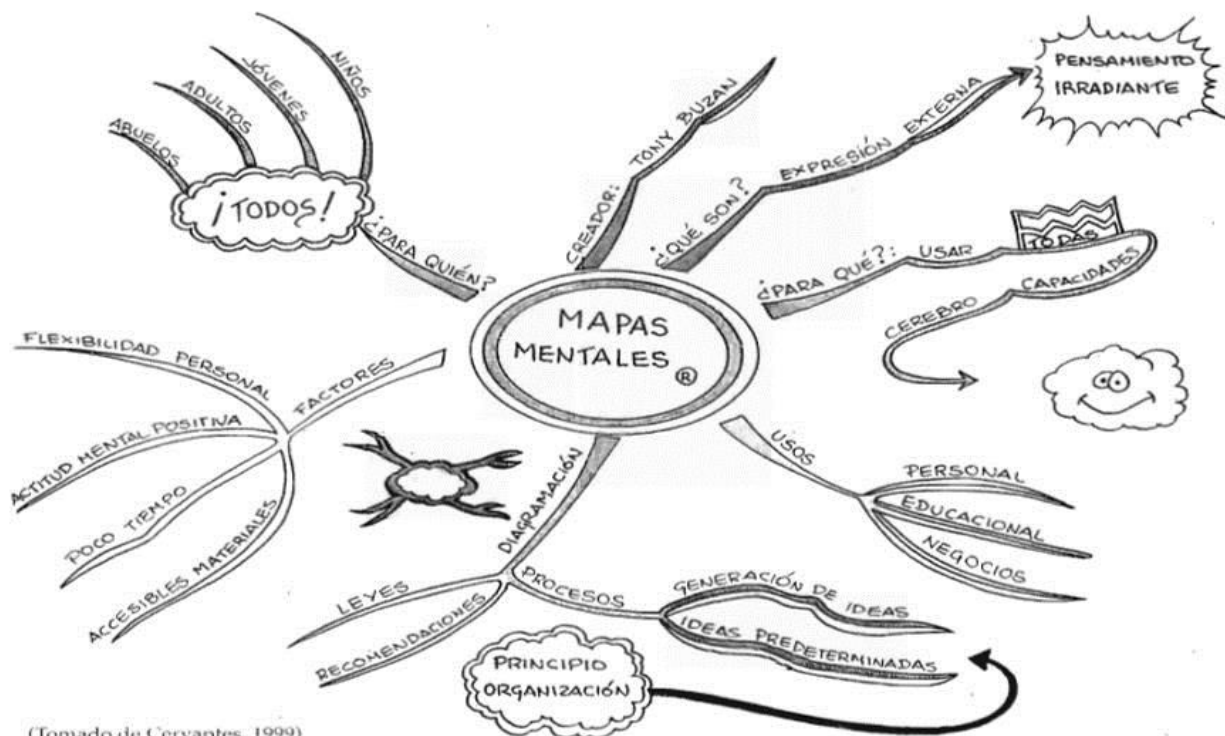 MAPAS
MENTALES ®
CREADOR: TONY BUZAN
¿QUÉ SON? EXPRESIÓN EXTERNA
PENSAMIENTO
IRRADIANTE
¿PARA QUÉ?: USAR TODAS
CAPACIDADES
CEREBRO
USOS
PERSONAL
EDUCACIONAL
NEGOCIOS
DIAGRAMACIÓN
PROCESOS
GENERACIÓN DE IDEAS
IDEAS PREDETERMINADAS
PRINCIPIO
ORGANIZACIÓN
RECOMENDACIONES
LEYES
FACTORES
FLEXIBILIDAD PERSONAL
ACTITUD MENTAL POSITIVA
POCO TIEMPO
ACCESIBLES MATERIALES
¿PARA QUIÉN?
¡TODOS!
ABUELOS
ADULTOS
JÓVENES
NIÑOS
(Tomado de Cervantes, 1999)